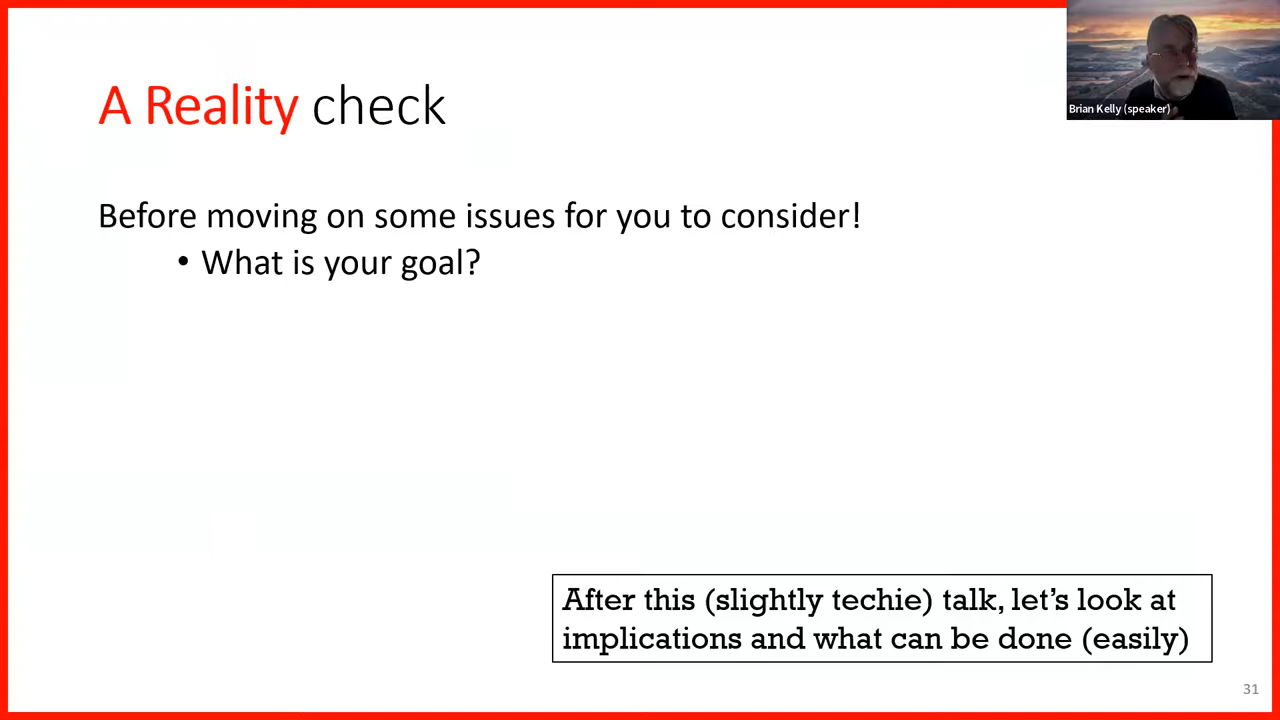 A Reality check
Brian Kelly (speaker)
Before moving on some issues for you to consider!
• What is your goal?
After this (slightly techie) talk, let’s look at
implications and what can be done (easily)
31